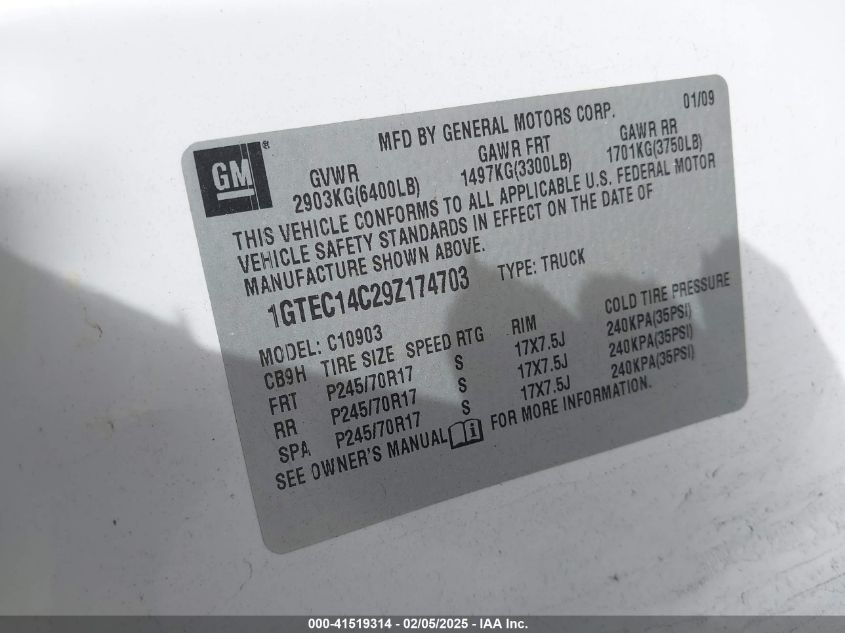 MFD BY GENERAL MOTORS CORP. 01/09
GM®
GVWR GAWR FRT GAWR RR
2903KG(6400LB) 1497KG(3300LB) 1701KG(3750LB)
THIS VEHICLE CONFORMS TO ALL APPLICABLE U.S. FEDERAL MOTOR
VEHICLE SAFETY STANDARDS IN EFFECT ON THE DATE OF
MANUFACTURE SHOWN ABOVE.
1GTEC14C29Z174703 TYPE: TRUCK
MODEL: C10903
CB9H TIRE SIZE SPEED RTG RIM COLD TIRE PRESSURE
FRT P245/70R17 S 17X7.5J 240KPA(35PSI)
RR P245/70R17 S 17X7.5J 240KPA(35PSI)
SPA P245/70R17 S 17X7.5J 240KPA(35PSI)
SEE OWNER'S MANUAL FOR MORE INFORMATION.
000-41519314 - 02/05/2025 - IAA Inc.